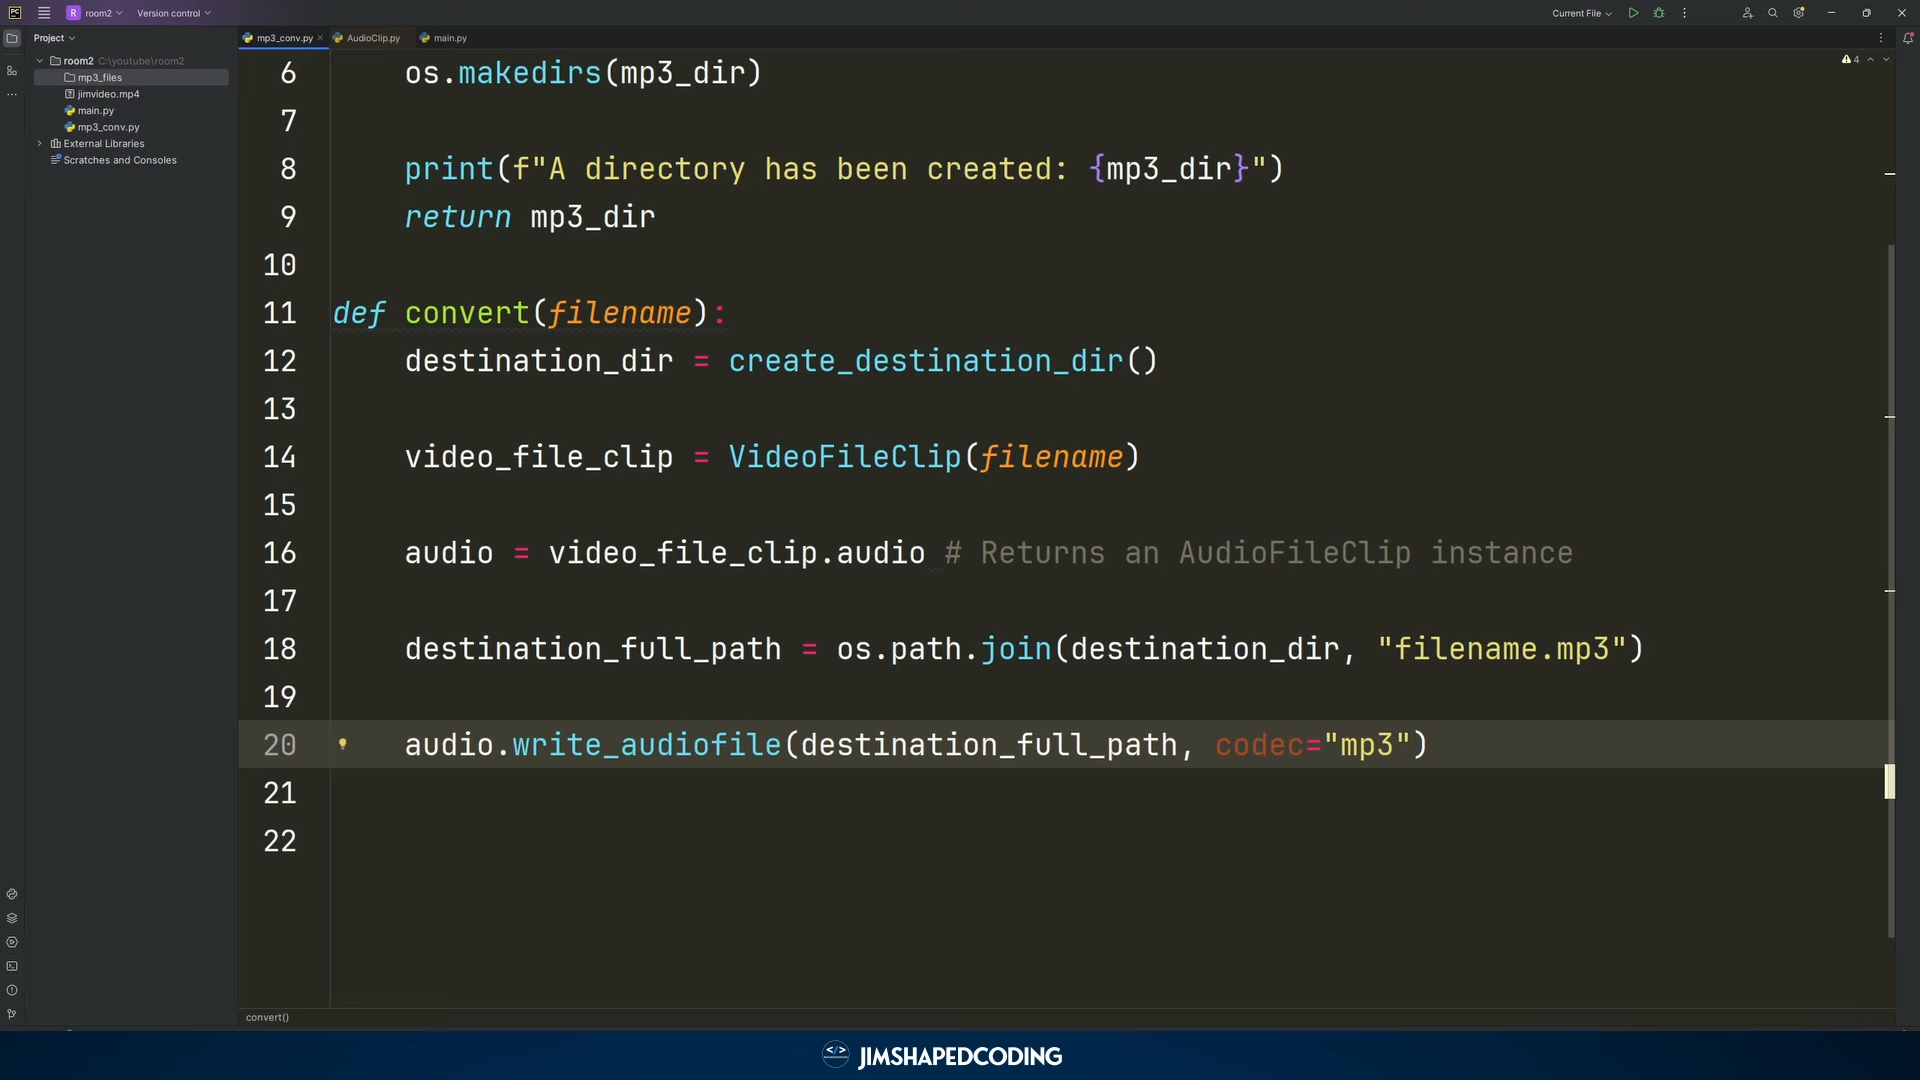 PC
R room2
Version control
Current File
Project
mp3_conv.py
AudioClip.py
main.py
4
room2 C:\youtube\room2
mp3_files
jimvideo.mp4
main.py
mp3_conv.py
External Libraries
Scratches and Consoles
6 os.makedirs(mp3_dir)
7
8 print(f"A directory has been created: {mp3_dir}")
9 return mp3_dir
10
11 def convert(filename):
12 destination_dir = create_destination_dir()
13
14 video_file_clip = VideoFileClip(filename)
15
16 audio = video_file_clip.audio # Returns an AudioFileClip instance
17
18 destination_full_path = os.path.join(destination_dir, "filename.mp3")
19
20 audio.write_audiofile(destination_full_path, codec="mp3")
21
22
convert()
</> JIMSHAPEDCODING